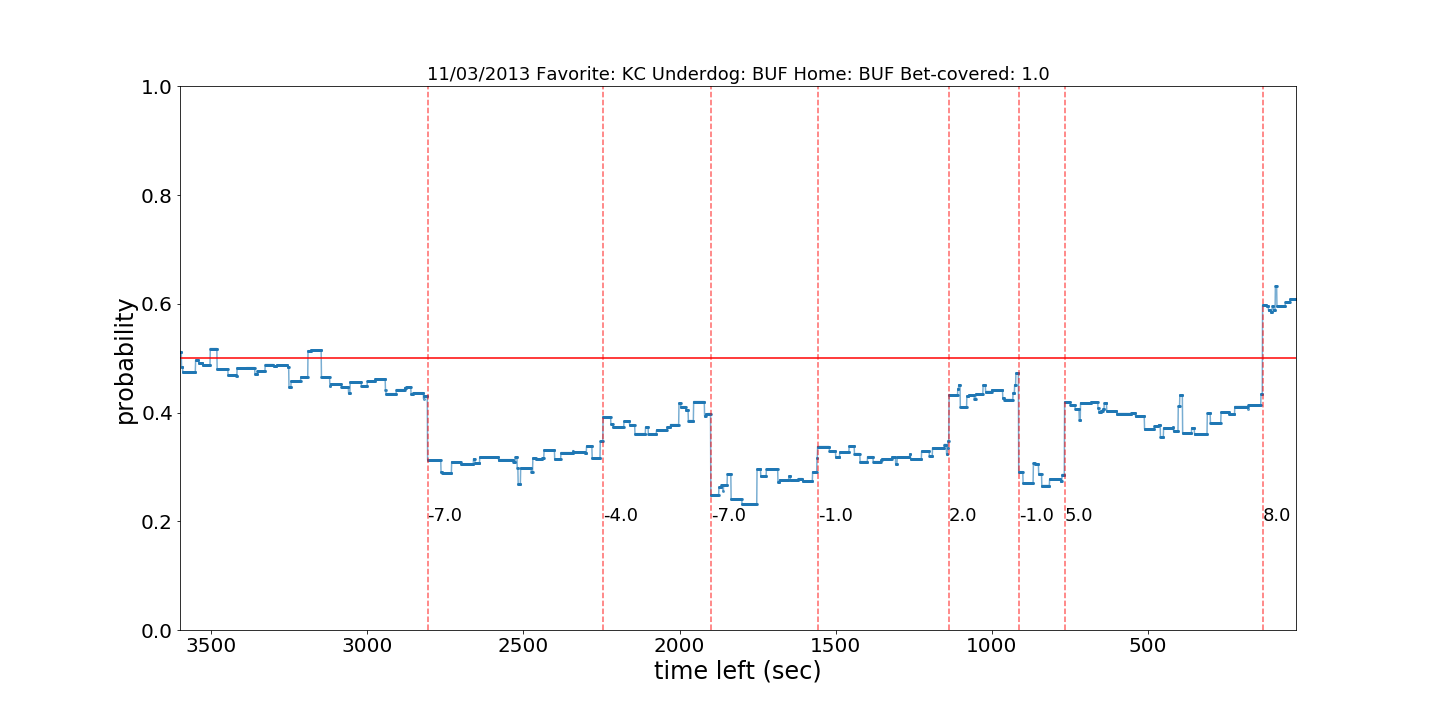 11/03/2013 Favorite: KC Underdog: BUF Home: BUF Bet-covered: 1.0
1.0
0.8
0.6
0.4
0.2
0.0
probability
-7.0 -4.0 -7.0 -1.0 2.0 -1.0 5.0 8.0
3500 3000 2500 2000 1500 1000 500
time left (sec)